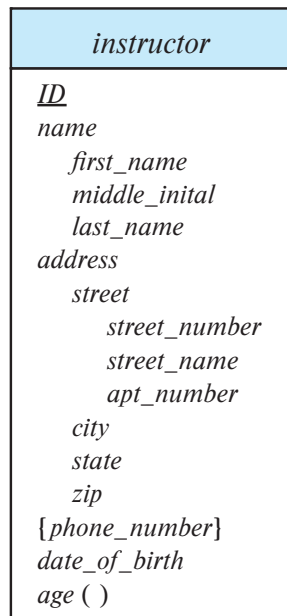 instructor
ID
name
first_name
middle_inital
last_name
address
street
street_number
street_name
apt_number
city
state
zip
{phone_number}
date_of_birth
age ( )